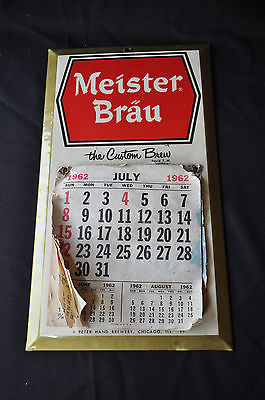 Meister
Bräu
the Custom Brew
1962 JULY 1962
SUN MON TUE WED THU FRI SAT
1 2 3 4 5 6 7
8 9 10 11 12 13 14
15 16 17 18 19 20 21
22 23 24 25 26 27 28
30 31
JUNE 1962 1962 AUGUST 1962
PETER HAND BREWERY, CHICAGO, ILL.